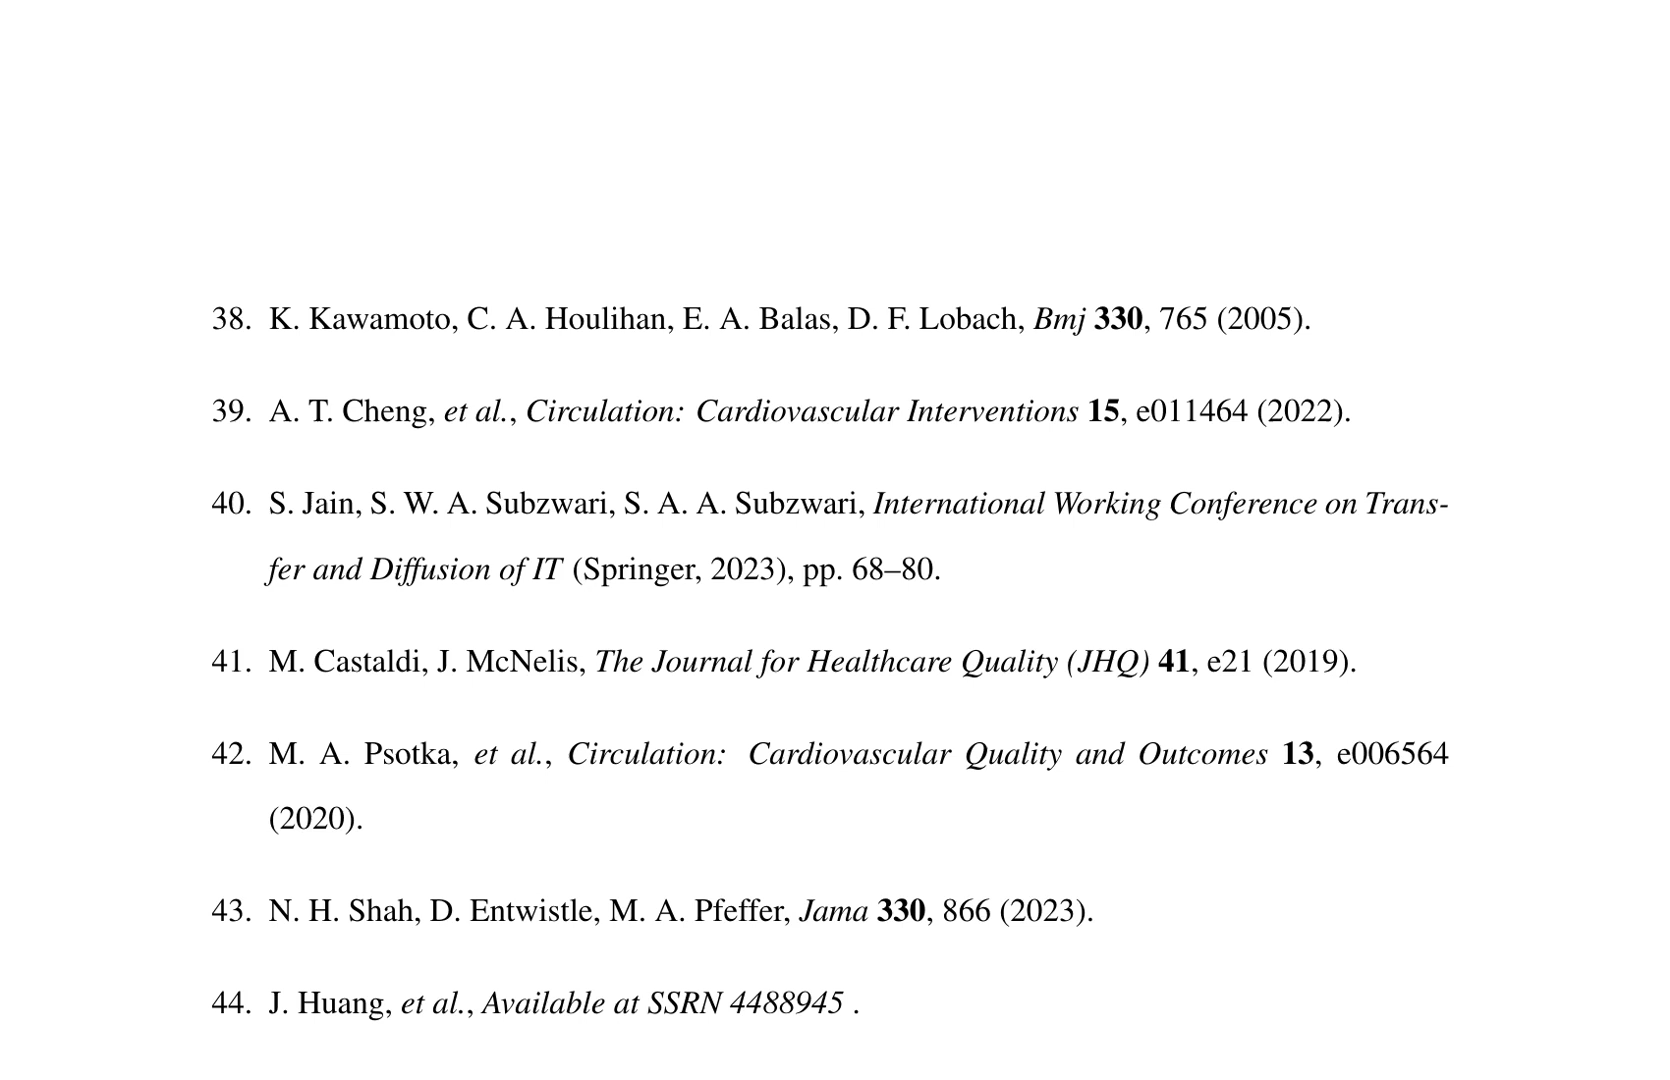 38. K. Kawamoto, C. A. Houlihan, E. A. Balas, D. F. Lobach, Bmj 330, 765 (2005).
39. A. T. Cheng, et al., Circulation: Cardiovascular Interventions 15, e011464 (2022).
40. S. Jain, S. W. A. Subzwari, S. A. A. Subzwari, International Working Conference on Trans-
fer and Diffusion of IT (Springer, 2023), pp. 68–80.
41. M. Castaldi, J. McNelis, The Journal for Healthcare Quality (JHQ) 41, e21 (2019).
42. M. A. Psotka, et al., Circulation: Cardiovascular Quality and Outcomes 13, e006564
(2020).
43. N. H. Shah, D. Entwistle, M. A. Pfeffer, Jama 330, 866 (2023).
44. J. Huang, et al., Available at SSRN 4488945 .